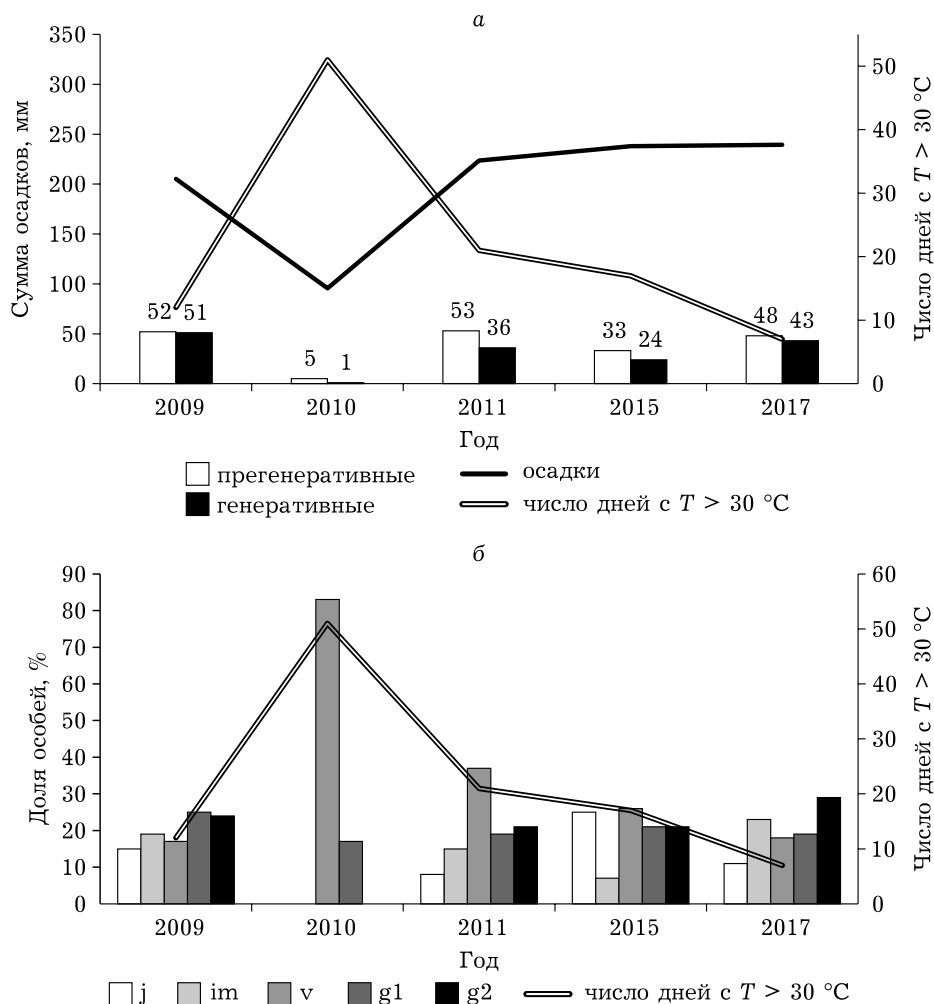 а
Сумма осадков, мм
350
300
250
200
150
100
50
0
52 51
5 1
53 36
33 24
48 43
50
40
30
20
10
0
Число дней с T > 30 °C
2009 2010 2011 2015 2017
Год
прегенеративные осадки
генеративные число дней с T > 30 °C
б
Доля особей, %
90
80
70
60
50
40
30
20
10
0
60
50
40
30
20
10
0
Число дней с T > 30 °C
2009 2010 2011 2015 2017
Год
j im v g1 g2 число дней с T > 30 °C